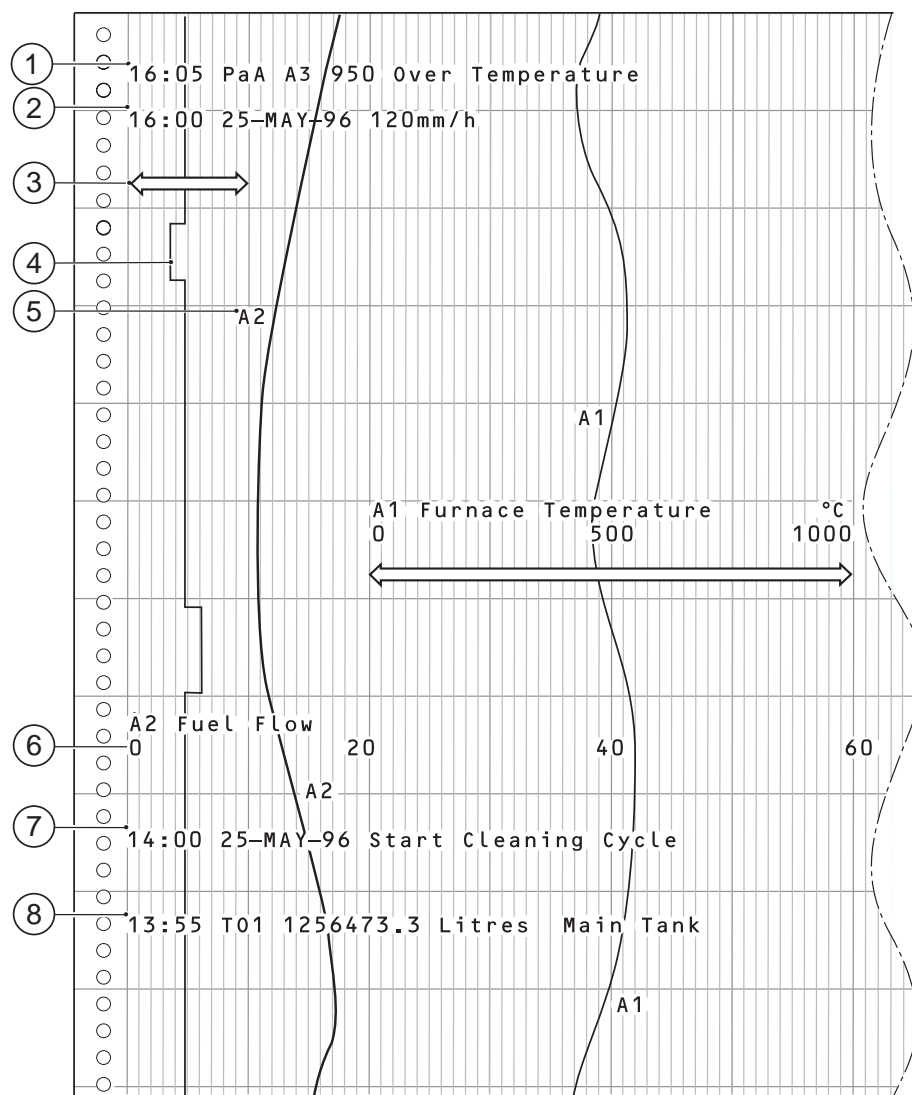 1
16:05 PaA A3 950 Over Temperature
2
16:00 25–MAY–96 120mm/h
3
4
5
A2
A1
A1 Furnace Temperature °C
0 500 1000
A2 Fuel Flow
6
0 20 40 60
A2
7
14:00 25–MAY–96 Start Cleaning Cycle
8
13:55 T01 1256473.3 Litres Main Tank
A1